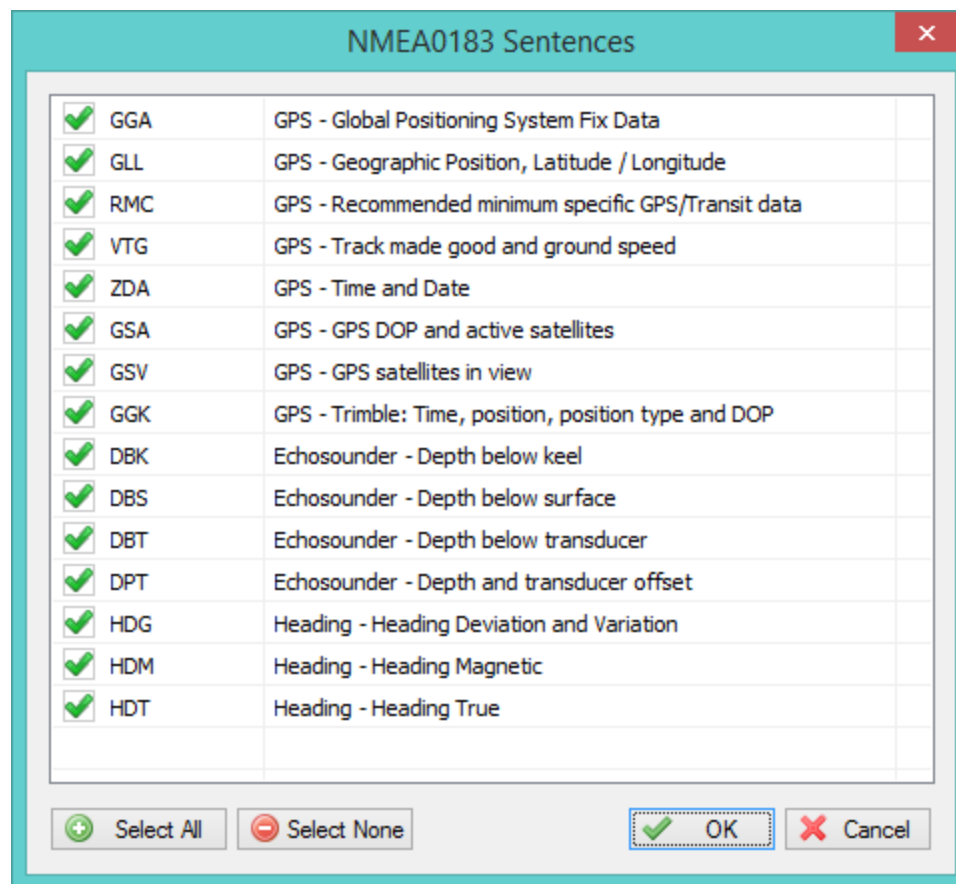 NMEA0183 Sentences
GGA GPS - Global Positioning System Fix Data
GLL GPS - Geographic Position, Latitude / Longitude
RMC GPS - Recommended minimum specific GPS/Transit data
VTG GPS - Track made good and ground speed
ZDA GPS - Time and Date
GSA GPS - GPS DOP and active satellites
GSV GPS - GPS satellites in view
GGK GPS - Trimble: Time, position, position type and DOP
DBK Echosounder - Depth below keel
DBS Echosounder - Depth below surface
DBT Echosounder - Depth below transducer
DPT Echosounder - Depth and transducer offset
HDG Heading - Heading Deviation and Variation
HDM Heading - Heading Magnetic
HDT Heading - Heading True
Select All Select None OK Cancel